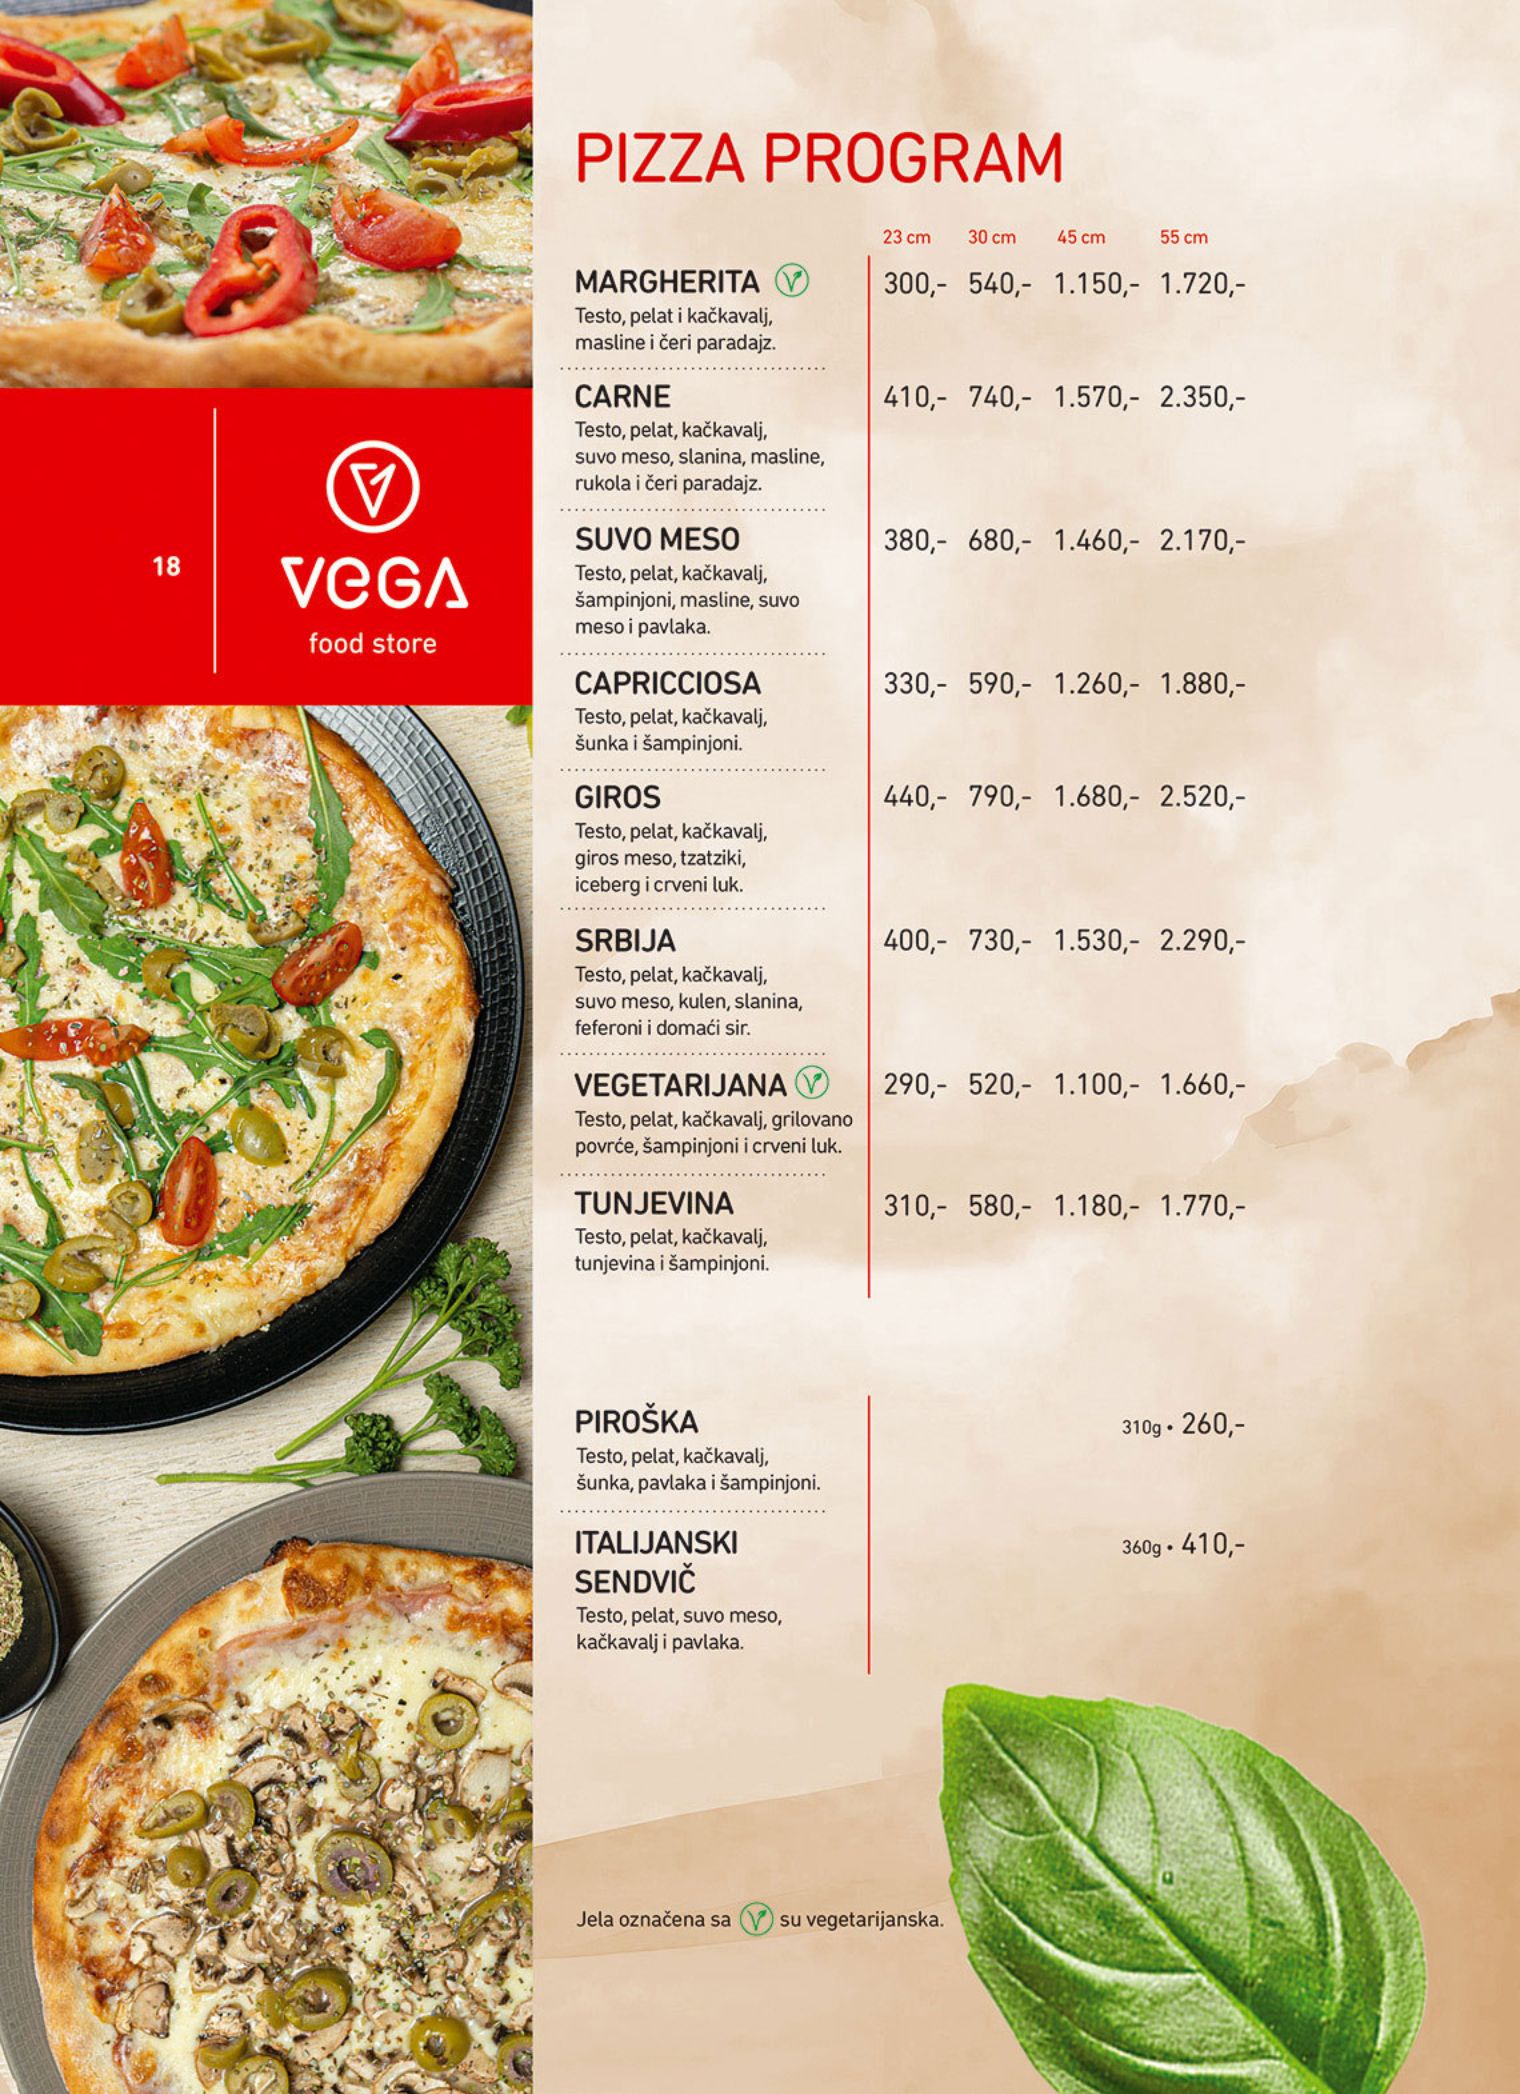 PIZZA PROGRAM
23 cm 30 cm 45 cm 55 cm
MARGHERITA V 300,- 540,- 1.150,- 1.720,-
Testo, pelat i kačkavalj,
masline i čeri paradajz.
CARNE 410,- 740,- 1.570,- 2.350,-
Testo, pelat, kačkavalj,
suvo meso, slanina, masline,
rukola i čeri paradajz.
SUVO MESO 380,- 680,- 1.460,- 2.170,-
Testo, pelat, kačkavalj,
šampinjoni, masline, suvo
meso i pavlaka.
CAPRICCIOSA 330,- 590,- 1.260,- 1.880,-
Testo, pelat, kačkavalj,
šunka i šampinjoni.
GIROS 440,- 790,- 1.680,- 2.520,-
Testo, pelat, kačkavalj,
giros meso, tzatziki,
iceberg i crveni luk.
SRBIJA 400,- 730,- 1.530,- 2.290,-
Testo, pelat, kačkavalj,
suvo meso, kulen, slanina,
feferoni i domaći sir.
VEGETARIJANA V 290,- 520,- 1.100,- 1.660,-
Testo, pelat, kačkavalj, grilovano
povrće, šampinjoni i crveni luk.
TUNJEVINA 310,- 580,- 1.180,- 1.770,-
Testo, pelat, kačkavalj,
tunjevina i šampinjoni.
PIROŠKA 310g • 260,-
Testo, pelat, kačkavalj,
šunka, pavlaka i šampinjoni.
ITALIJANSKI 360g • 410,-
SENDVIČ
Testo, pelat, suvo meso,
kačkavalj i pavlaka.
Jela označena sa V su vegetarijanska.
18
VEGA
food store